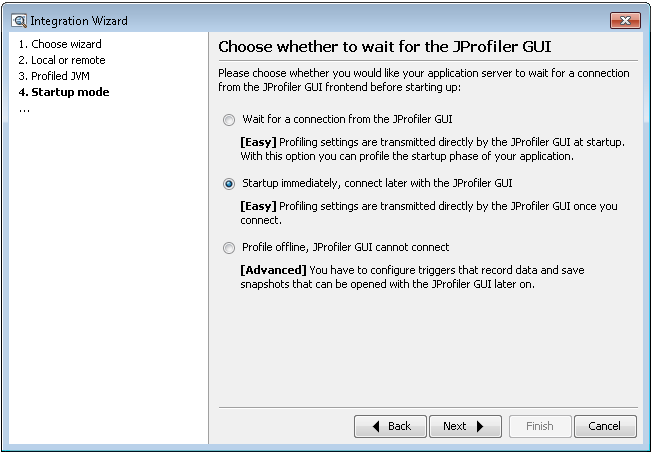 Integration Wizard
1. Choose wizard
2. Local or remote
3. Profiled JVM
4. Startup mode
...
Choose whether to wait for the JProfiler GUI
Please choose whether you would like your application server to wait for a connection
from the JProfiler GUI frontend before starting up:
Wait for a connection from the JProfiler GUI
[Easy] Profiling settings are transmitted directly by the JProfiler GUI at startup.
With this option you can profile the startup phase of your application.
Startup immediately, connect later with the JProfiler GUI
[Easy] Profiling settings are transmitted directly by the JProfiler GUI once you
connect.
Profile offline, JProfiler GUI cannot connect
[Advanced] You have to configure triggers that record data and save
snapshots that can be opened with the JProfiler GUI later on.
Back Next Finish Cancel